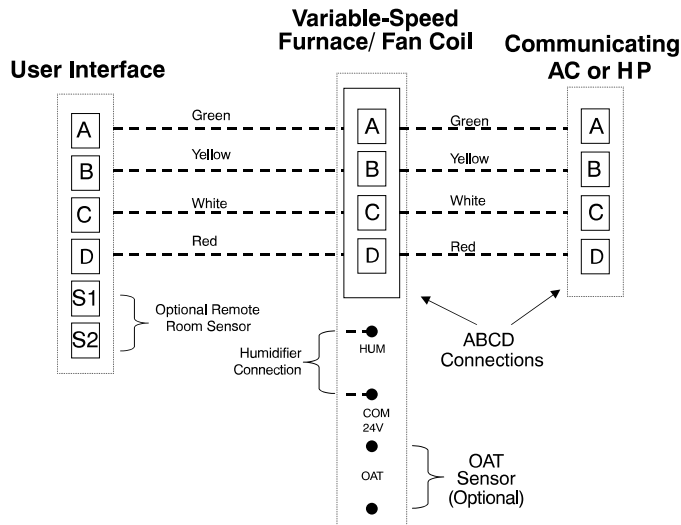 Variable-Speed
Furnace/ Fan Coil
Communicating
AC or HP
User Interface
A
Green
A
Green
A
B
Yellow
B
Yellow
B
C
White
C
White
C
D
Red
D
Red
D
S1
S2
Optional Remote
Room Sensor
HUM
Humidifier
Connection
ABCD
Connections
COM
24V
OAT
OAT
Sensor
(Optional)